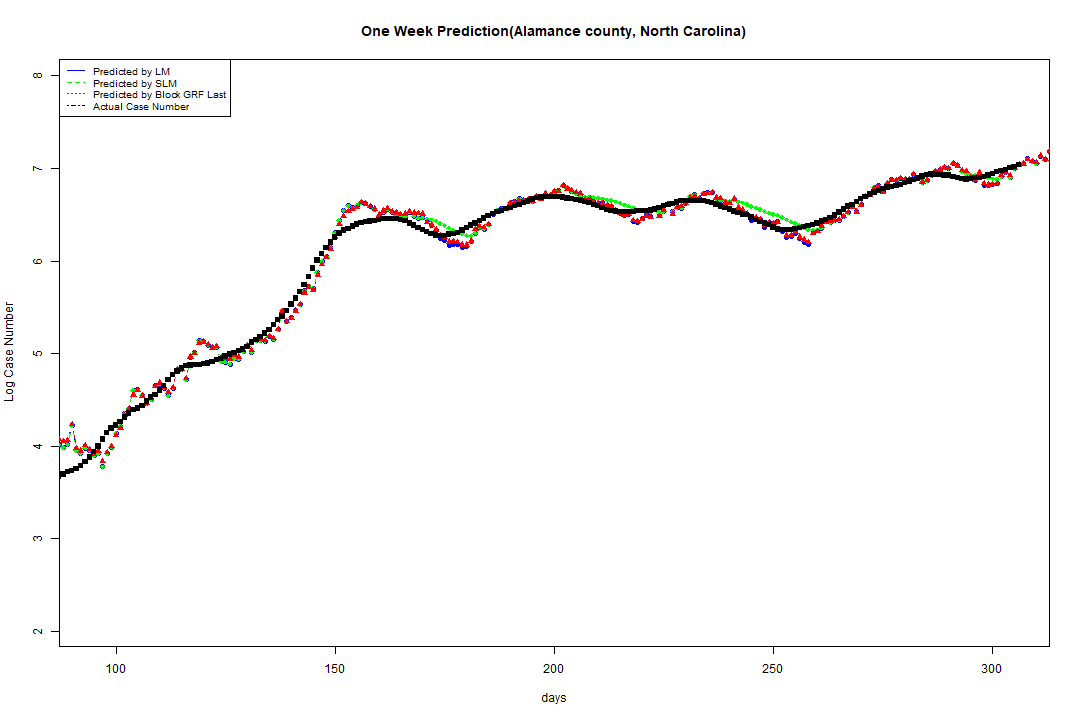 One Week Prediction(Alamance county, North Carolina)
Predicted by LM
Predicted by SLM
Predicted by Block GRF Last
Actual Case Number
8
7
6
5
4
3
2
Log Case Number
100 150 200 250 300
days